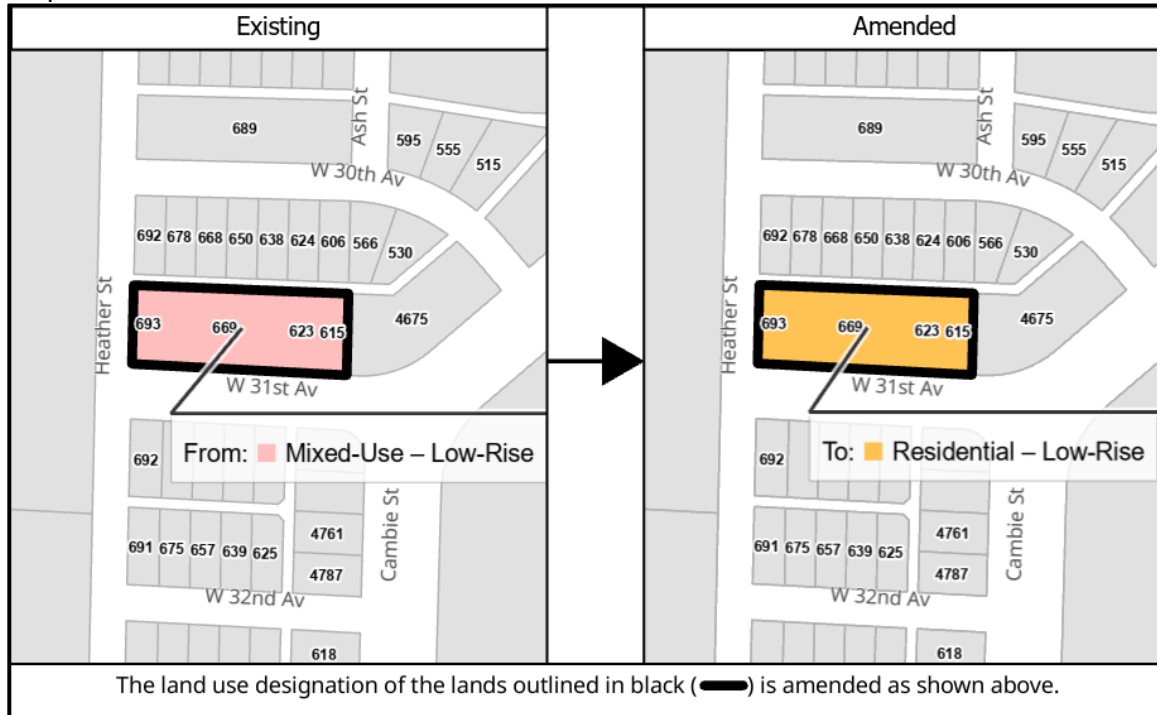 Existing
Amended
689
Ash St
595
555
515
W 30th Av
692 678 668 650 638 624 606 566 530
Heather St
693 669 623 615
4675
W 31st Av
From: Mixed-Use – Low-Rise
692
Cambie St
4761
691 675 657 639 625
4787
W 32nd Av
618
689
Ash St
595
555
515
W 30th Av
692 678 668 650 638 624 606 566 530
Heather St
693 669 623 615
4675
W 31st Av
To: Residential – Low-Rise
692
Cambie St
4761
691 675 657 639 625
4787
W 32nd Av
618
The land use designation of the lands outlined in black ( ) is amended as shown above.